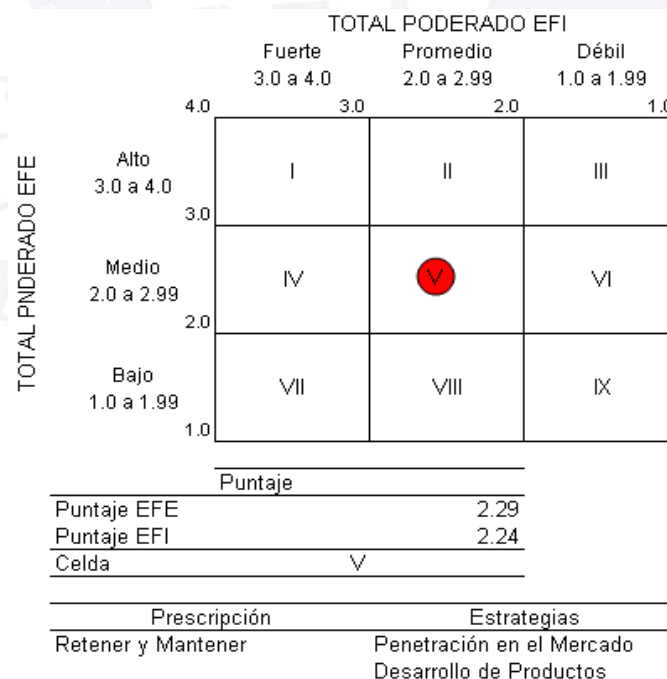 TOTAL PODERADO EFI
Fuerte Promedio Débil
3.0 a 4.0 2.0 a 2.99 1.0 a 1.99
4.0 3.0 2.0 1.0
TOTAL PNDERADO EFE
Alto
3.0 a 4.0
I II III
3.0
Medio
2.0 a 2.99
IV V VI
2.0
Bajo
1.0 a 1.99
VII VIII IX
1.0
Puntaje
Puntaje EFE 2.29
Puntaje EFI 2.24
Celda V
Prescripción Estrategias
Retener y Mantener Penetración en el Mercado
Desarrollo de Productos